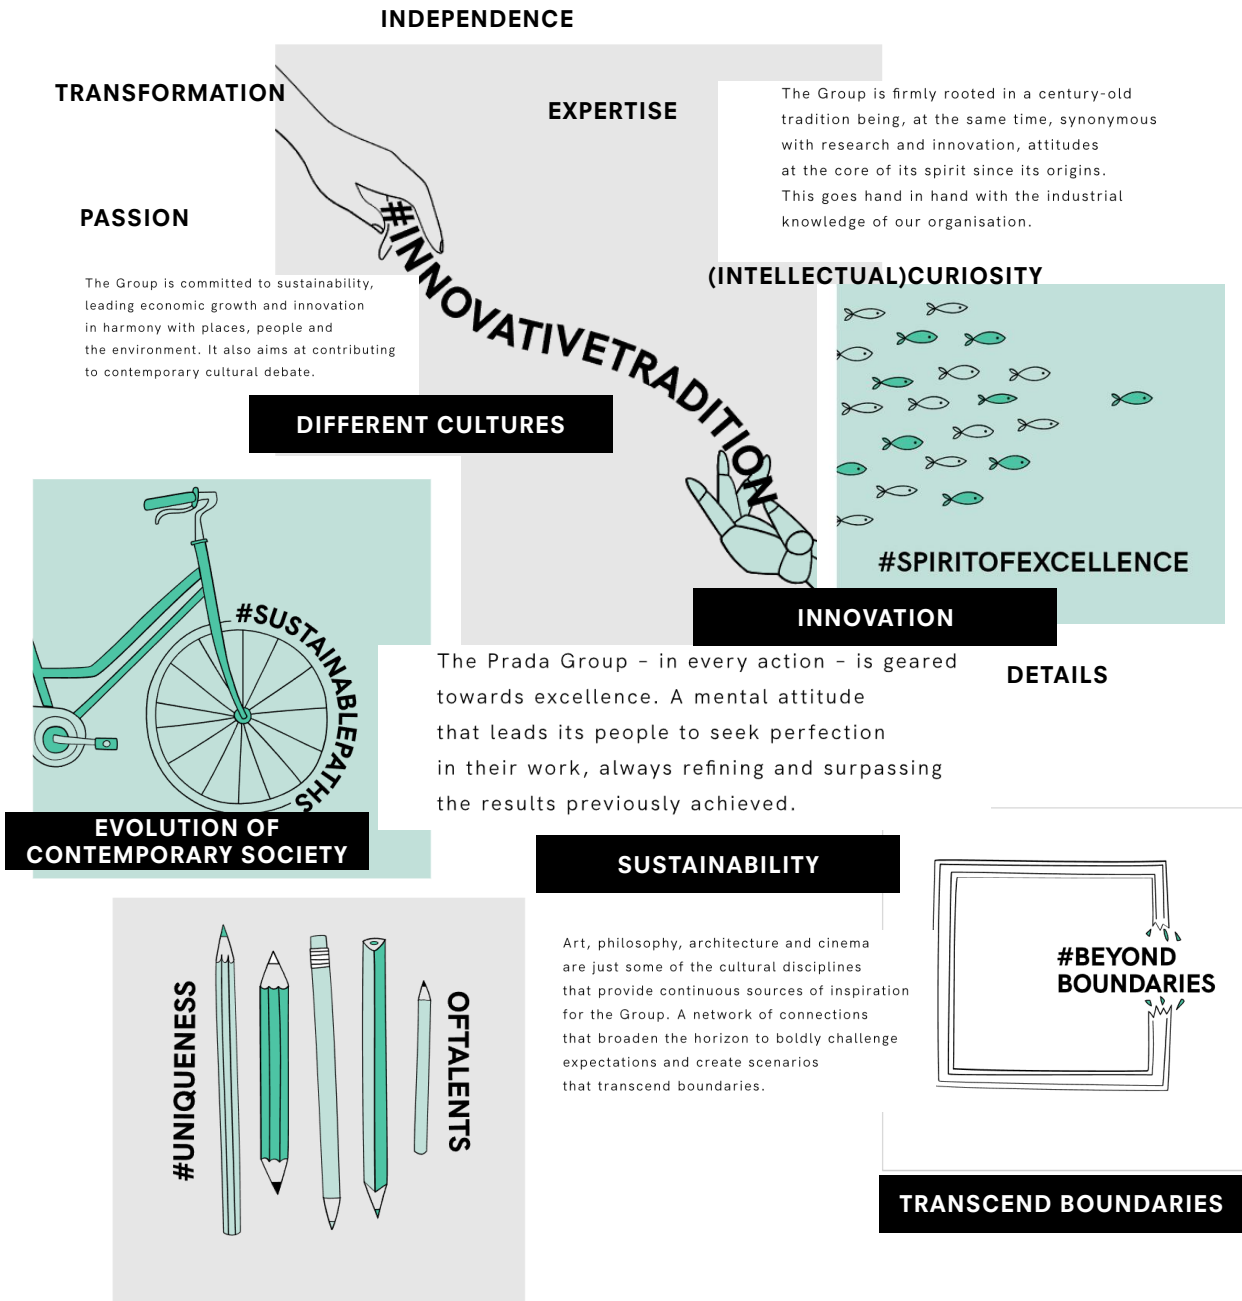 INDEPENDENCE
TRANSFORMATION
EXPERTISE
The Group is firmly rooted in a century-old
tradition being, at the same time, synonymous
with research and innovation, attitudes
at the core of its spirit since its origins.
This goes hand in hand with the industrial
knowledge of our organisation.
PASSION
#INNOVATIVETRADITION
The Group is committed to sustainability,
leading economic growth and innovation
in harmony with places, people and
the environment. It also aims at contributing
to contemporary cultural debate.
(INTELLECTUAL)CURIOSITY
DIFFERENT CULTURES
#SPIRITOFEXCELLENCE
INNOVATION
#SUSTAINABLEPATHS
The Prada Group – in every action – is geared
towards excellence. A mental attitude
that leads its people to seek perfection
in their work, always refining and surpassing
the results previously achieved.
DETAILS
EVOLUTION OF
CONTEMPORARY SOCIETY
SUSTAINABILITY
Art, philosophy, architecture and cinema
are just some of the cultural disciplines
that provide continuous sources of inspiration
for the Group. A network of connections
that broaden the horizon to boldly challenge
expectations and create scenarios
that transcend boundaries.
#BEYOND
BOUNDARIES
#UNIQUENESS
OFTALENTS
TRANSCEND BOUNDARIES